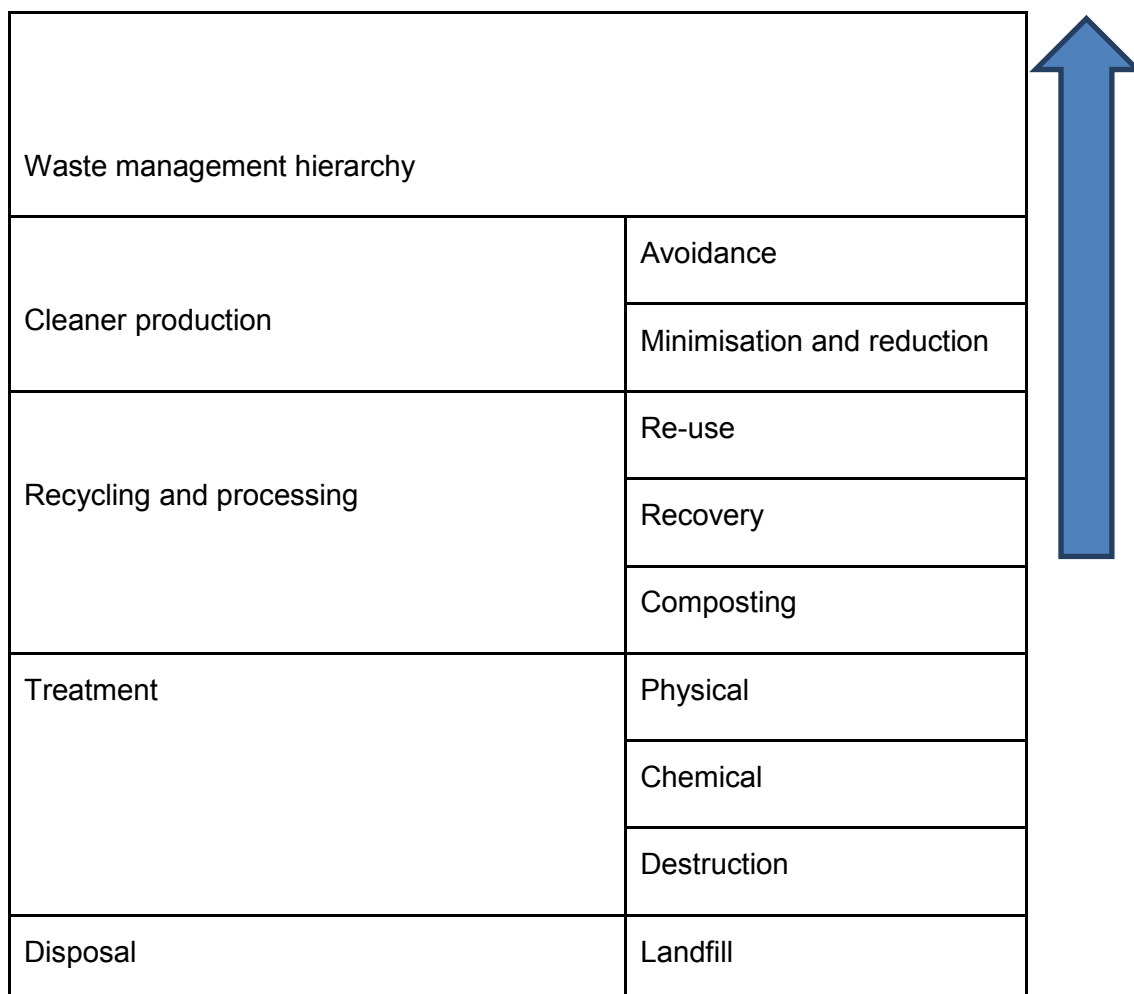 Waste management hierarchy
Cleaner production
Avoidance
Minimisation and reduction
Recycling and processing
Re-use
Recovery
Composting
Treatment
Physical
Chemical
Destruction
Disposal
Landfill